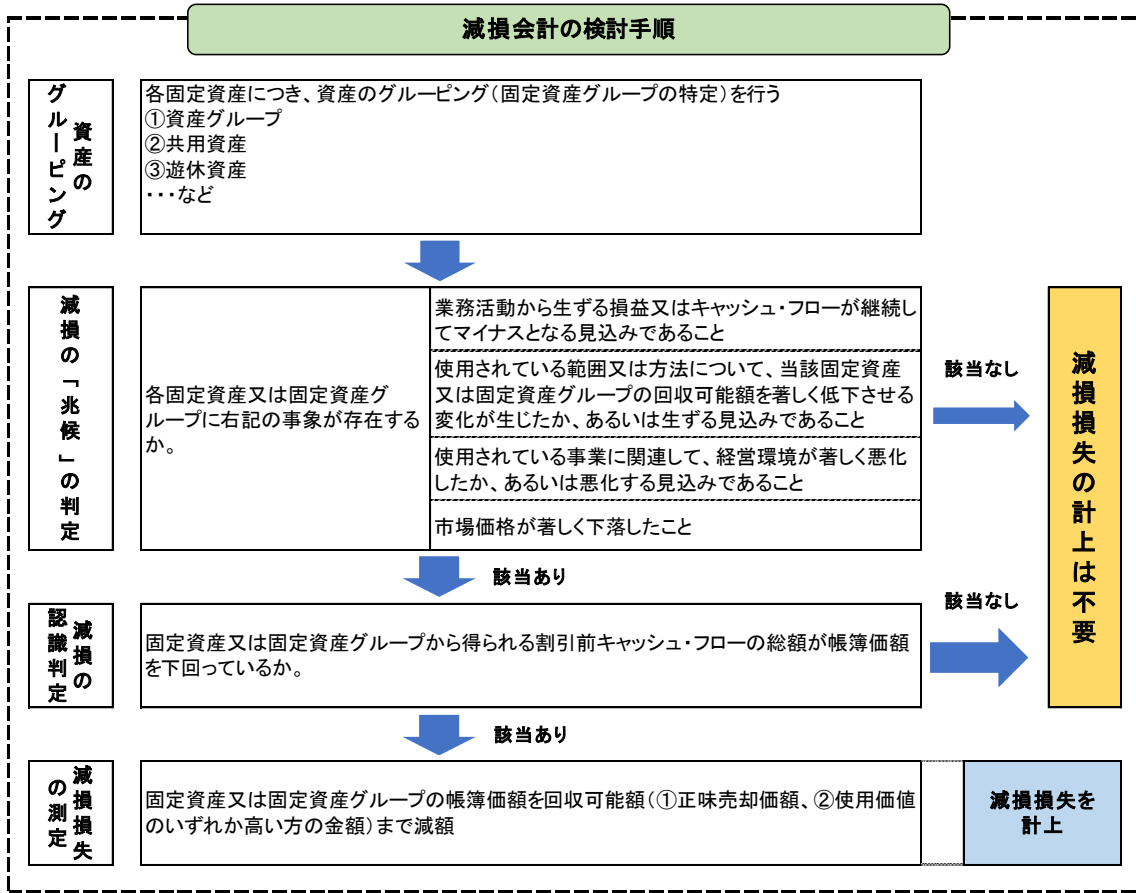 減損会計の検討手順
資産の
グルーピング
各固定資産につき、資産のグルーピング（固定資産グループの特定）を行う
①資産グループ
②共用資産
③遊休資産
・・・など
減損の「兆候」の判定
各固定資産又は固定資産グ
ループに右記の事象が存在する
か。
業務活動から生ずる損益又はキャッシュ・フローが継続し
てマイナスとなる見込みであること
使用されている範囲又は方法について、当該固定資産
又は固定資産グループの回収可能額を著しく低下させる
変化が生じたか、あるいは生ずる見込みであること
使用されている事業に関連して、経営環境が著しく悪化
したか、あるいは悪化する見込みであること
市場価格が著しく下落したこと
該当なし
減損損失の計上は不要
該当あり
減損の
認識判定
固定資産又は固定資産グループから得られる割引前キャッシュ・フローの総額が帳簿価額
を下回っているか。
該当なし
該当あり
減損損失
の測定
固定資産又は固定資産グループの帳簿価額を回収可能額（①正味売却価額、②使用価値
のいずれか高い方の金額）まで減額
減損損失を
計上